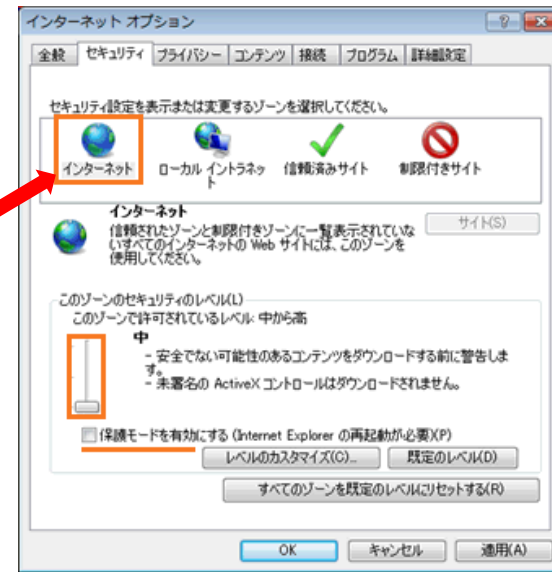 インターネット オプション
全般 セキュリティ プライバシー コンテンツ 接続 プログラム 詳細設定
セキュリティ設定を表示または変更するゾーンを選択してください。
インターネット ローカル イントラネッ 信頼済みサイト 制限付きサイト
ト
インターネット
サイト(S)
信頼されたゾーンと制限付きゾーンに一覧表示されていな
いすべてのインターネットの Web サイトには、このゾーンを
使用してください。
このゾーンのセキュリティのレベル(L)
このゾーンで許可されているレベル: 中から高
中
- 安全でない可能性のあるコンテンツをダウンロードする前に警告しま
す。
- 未署名の ActiveX コントロールはダウンロードされません。
保護モードを有効にする (Internet Explorer の再起動が必要)(P)
レベルのカスタマイズ(C)... 既定のレベル(D)
すべてのゾーンを既定のレベルにリセットする(R)
OK キャンセル 適用(A)